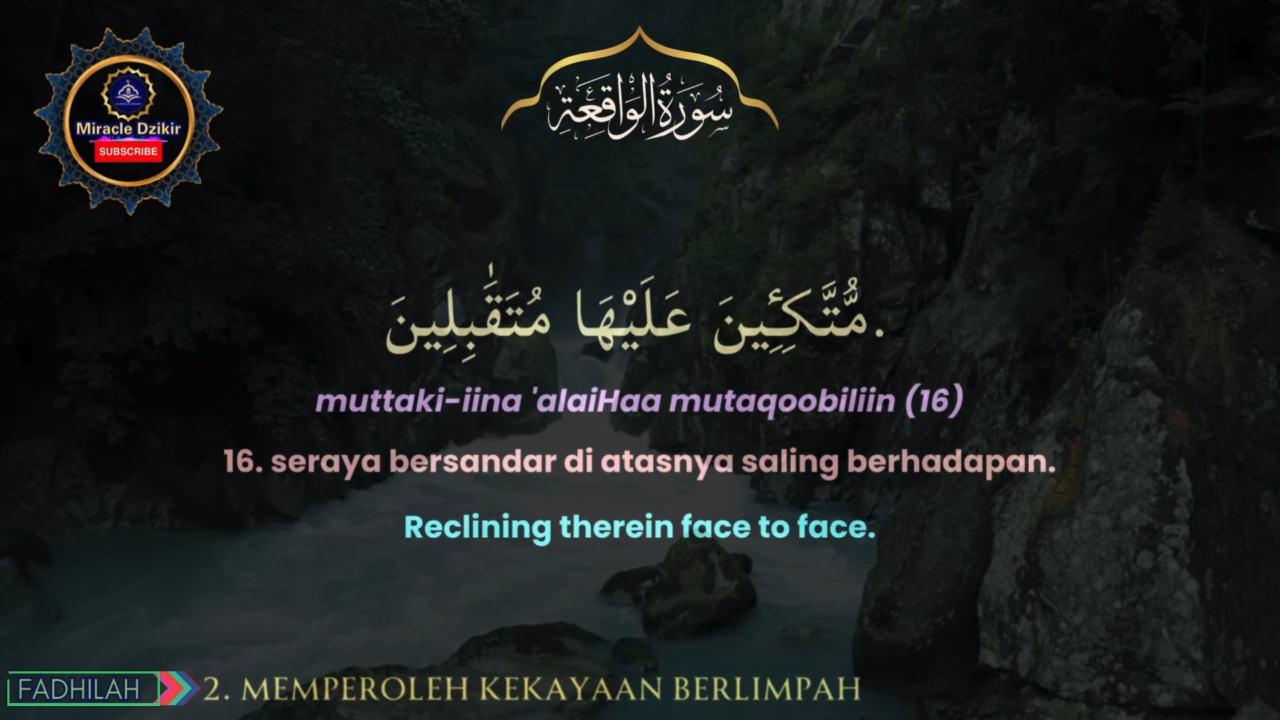 Miracle Dzikir
SUBSCRIBE
سُورَةُ الوَاقِعَةِ
مُّتَّكِـِٔينَ عَلَيْهَا مُتَقَٰبِلِينَ.
muttaki-iina 'alaiHaa mutaqoobiliin (16)
16. seraya bersandar di atasnya saling berhadapan.
Reclining therein face to face.
FADHILAH 2. MEMPEROLEH KEKAYAAN BERLIMPAH